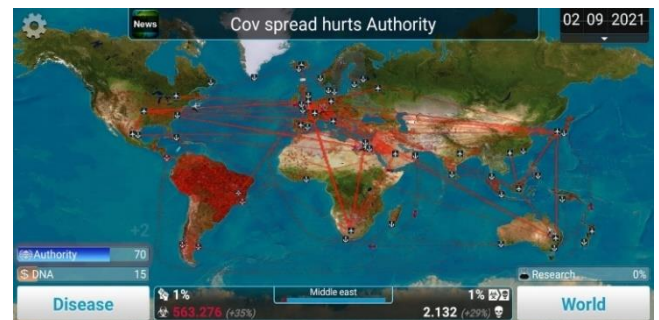 News
Cov spread hurts Authority
02 09 2021
+2
Authority 70
DNA 15
Disease
1%
563.276 (+35%)
Middle east
1%
2.132 (+29%)
Research. 0%
World